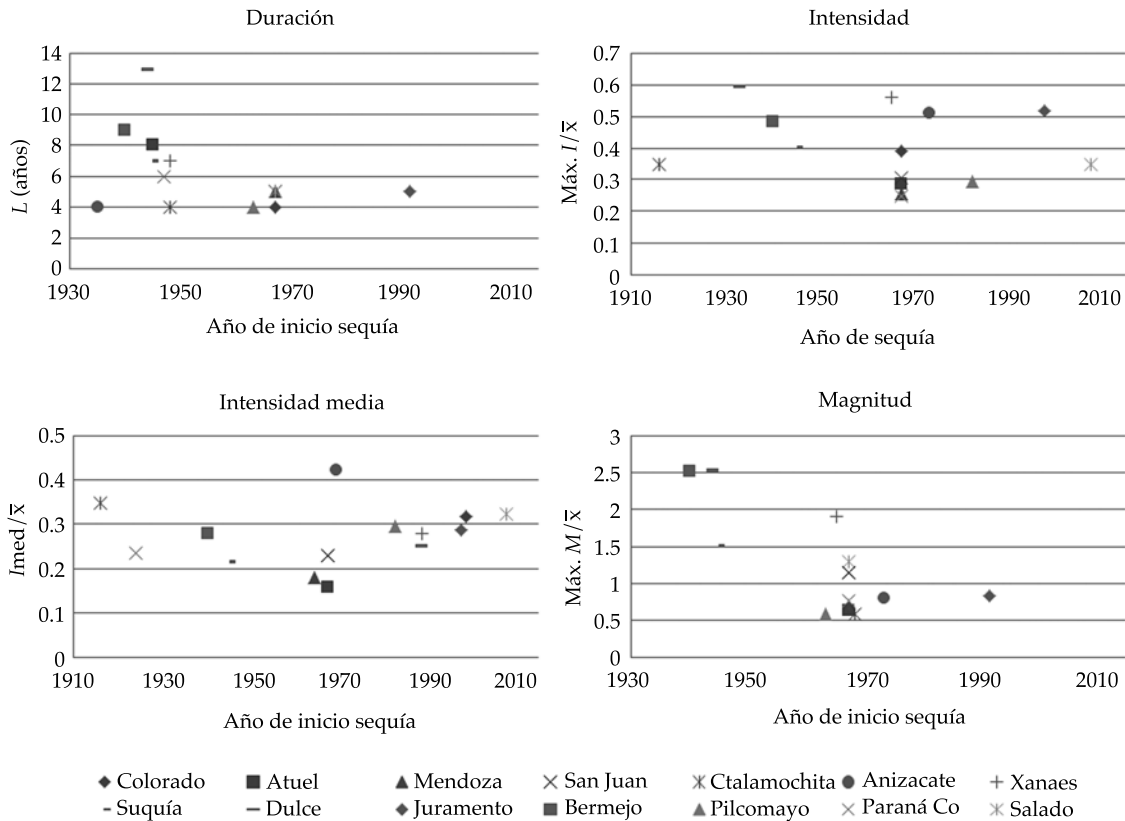 Duración
L (años)
14
12
10
8
6
4
2
0
1930 1950 1970 1990 2010
Año de inicio sequía
Intensidad
Máx. I/x̅
0.7
0.6
0.5
0.4
0.3
0.2
0.1
0
1910 1930 1950 1970 1990 2010
Año de sequía
Intensidad media
Imed/x̅
0.5
0.4
0.3
0.2
0.1
0
1910 1930 1950 1970 1990 2010
Año de inicio sequía
Magnitud
Máx. M/x̅
3
2.5
2
1.5
1
0.5
0
1930 1950 1970 1990 2010
Año de inicio sequía
Colorado Atuel Mendoza San Juan Ctalamochita Anizacate Xanaes
Suquía Dulce Juramento Bermejo Pilcomayo Paraná Co Salado